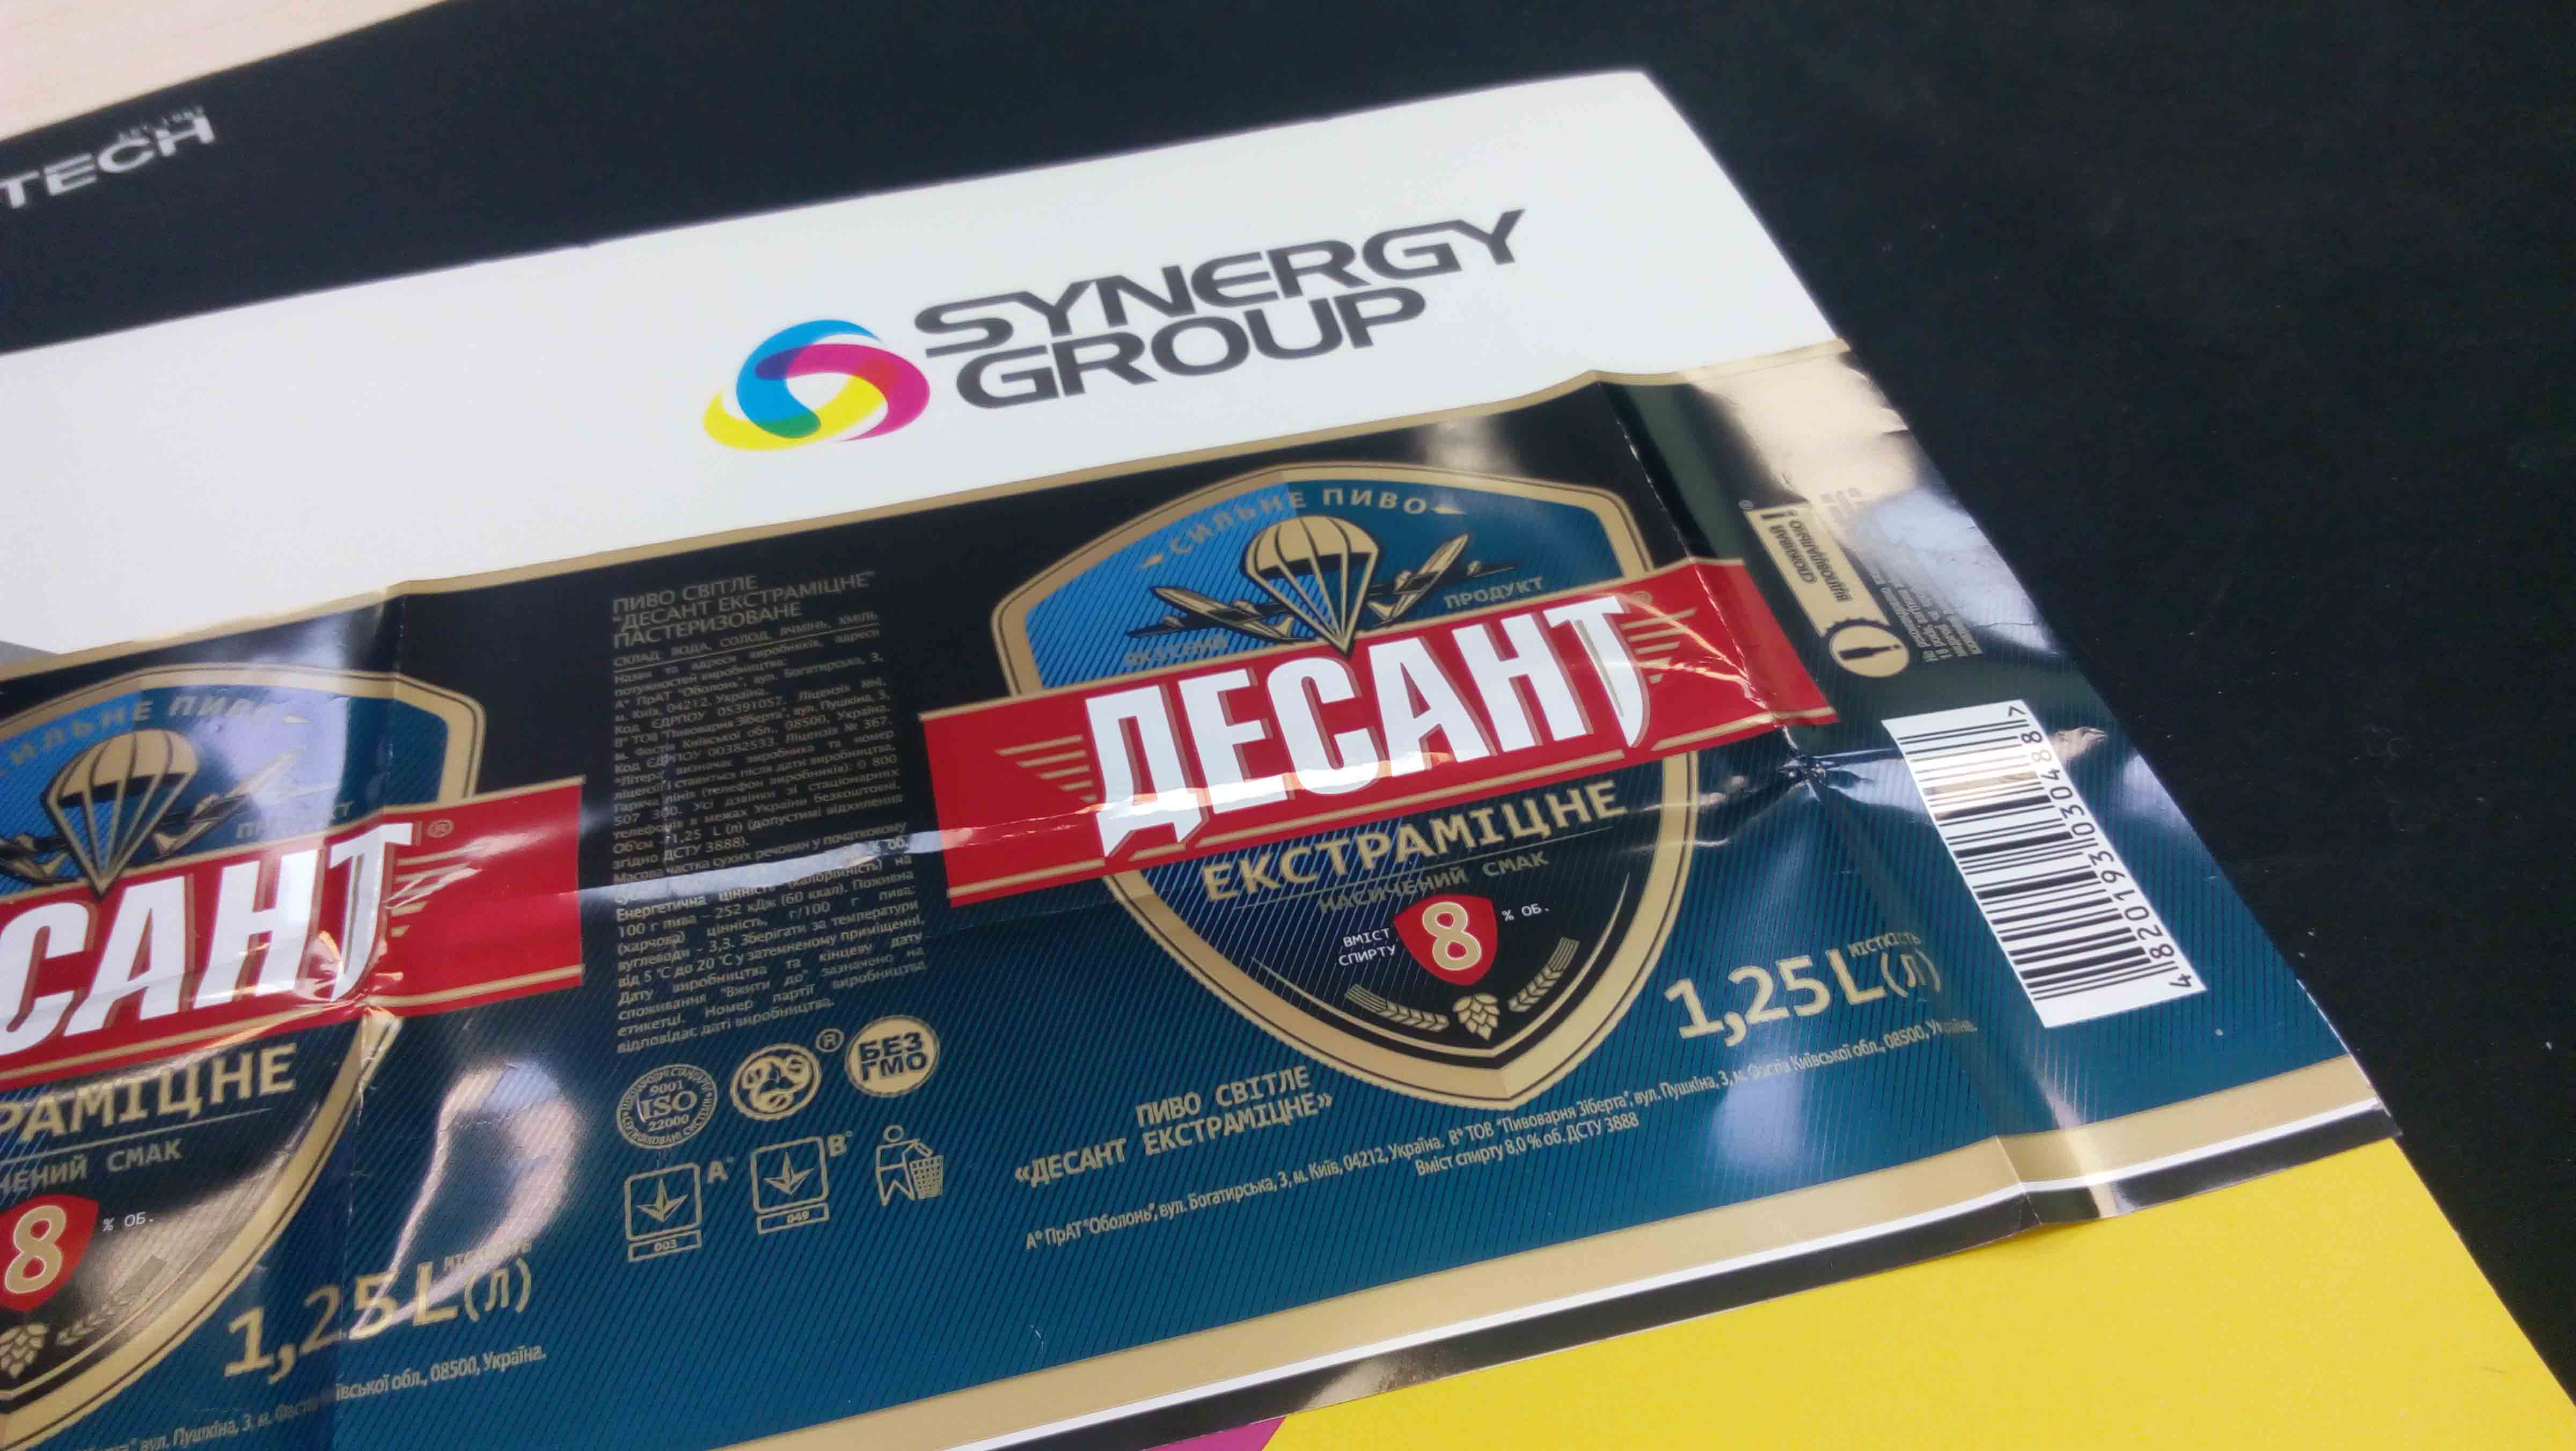 TECH
SYNERGY
GROUP
СИЛЬНЕ ПИВО
ПРОДУКТ
ДЕСАНТ®
ЕКСТРАМІЦНЕ
НАСИЧЕНИЙ СМАК
ВМІСТ
СПИРТУ
8
% ОБ.
МІСТКІСТЬ
1,25 L (л)
ПИВО СВІТЛЕ
«ДЕСАНТ ЕКСТРАМІЦНЕ»
A* ПрАТ "Оболонь", вул. Богатирська, 3, м. Київ, 04212, Україна. B* ТОВ "Пивоварня Зіберта", вул. Пушкіна, 3, м. Фастів Київської обл., 08500, Україна.
Вміст спирту 8,0 % об. ДСТУ 3888
ПИВО СВІТЛЕ
"ДЕСАНТ ЕКСТРАМІЦНЕ"
ПАСТЕРИЗОВАНЕ
СКЛАД: ВОДА, СОЛОД, ЯЧМІНЬ, ХМІЛЬ
Назви та адреси виробників, адреси
потужностей виробництва:
A* ПрАТ "Оболонь", вул. Богатирська, 3,
м. Київ, 04212, Україна.
Код ЄДРПОУ 05391057. Ліцензія №4.
B* ТОВ "Пивоварня Зіберта", вул. Пушкіна, 3,
м. Фастів Київської обл., 08500, Україна.
Код ЄДРПОУ 00382533. Ліцензія № 367.
*Літера визначає виробника та номер
ліцензії і ставиться після дати виробництва.
Гаряча лінія (телефон виробників): 0 800
507 300. Усі дзвінки зі стаціонарних
телефонів в межах України безкоштовні.
Об'єм - 1,25 L (л) (допустимі відхилення
згідно ДСТУ 3888).
Масова частка сухих речовин у початковому
% об.
Енергетична цінність (калорійність) на
100 г пива – 252 кДж (60 ккал). Поживна
(харчова) цінність, г/100 г пива:
вуглеводи – 3,3. Зберігати за температури
від 5 °С до 20 °С у затемненому приміщенні.
Дату виробництва та кінцеву дату
споживання "Вжити до" зазначено на
етикетці. Номер партії виробництва
відповідає даті виробництва.
9001
ISO
22000
®
БЕЗ
ГМО
A*
003
B*
049
СПОЖИВАЙ
ВІДПОВІДАЛЬНО
4 820193 030488 >
СИЛЬНЕ ПИВО
САНТ®
РАМІЦНЕ
ЧЕНИЙ СМАК
8
% ОБ.
1,25 L (л)
вул. Пушкіна, 3, м. Фастів Київської обл., 08500, Україна.